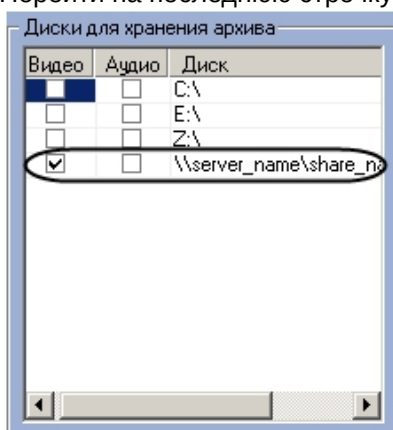 Диски для хранения архива
Видео Аудио Диск
C:\
E:\
Z:\
\\server_name\share_na